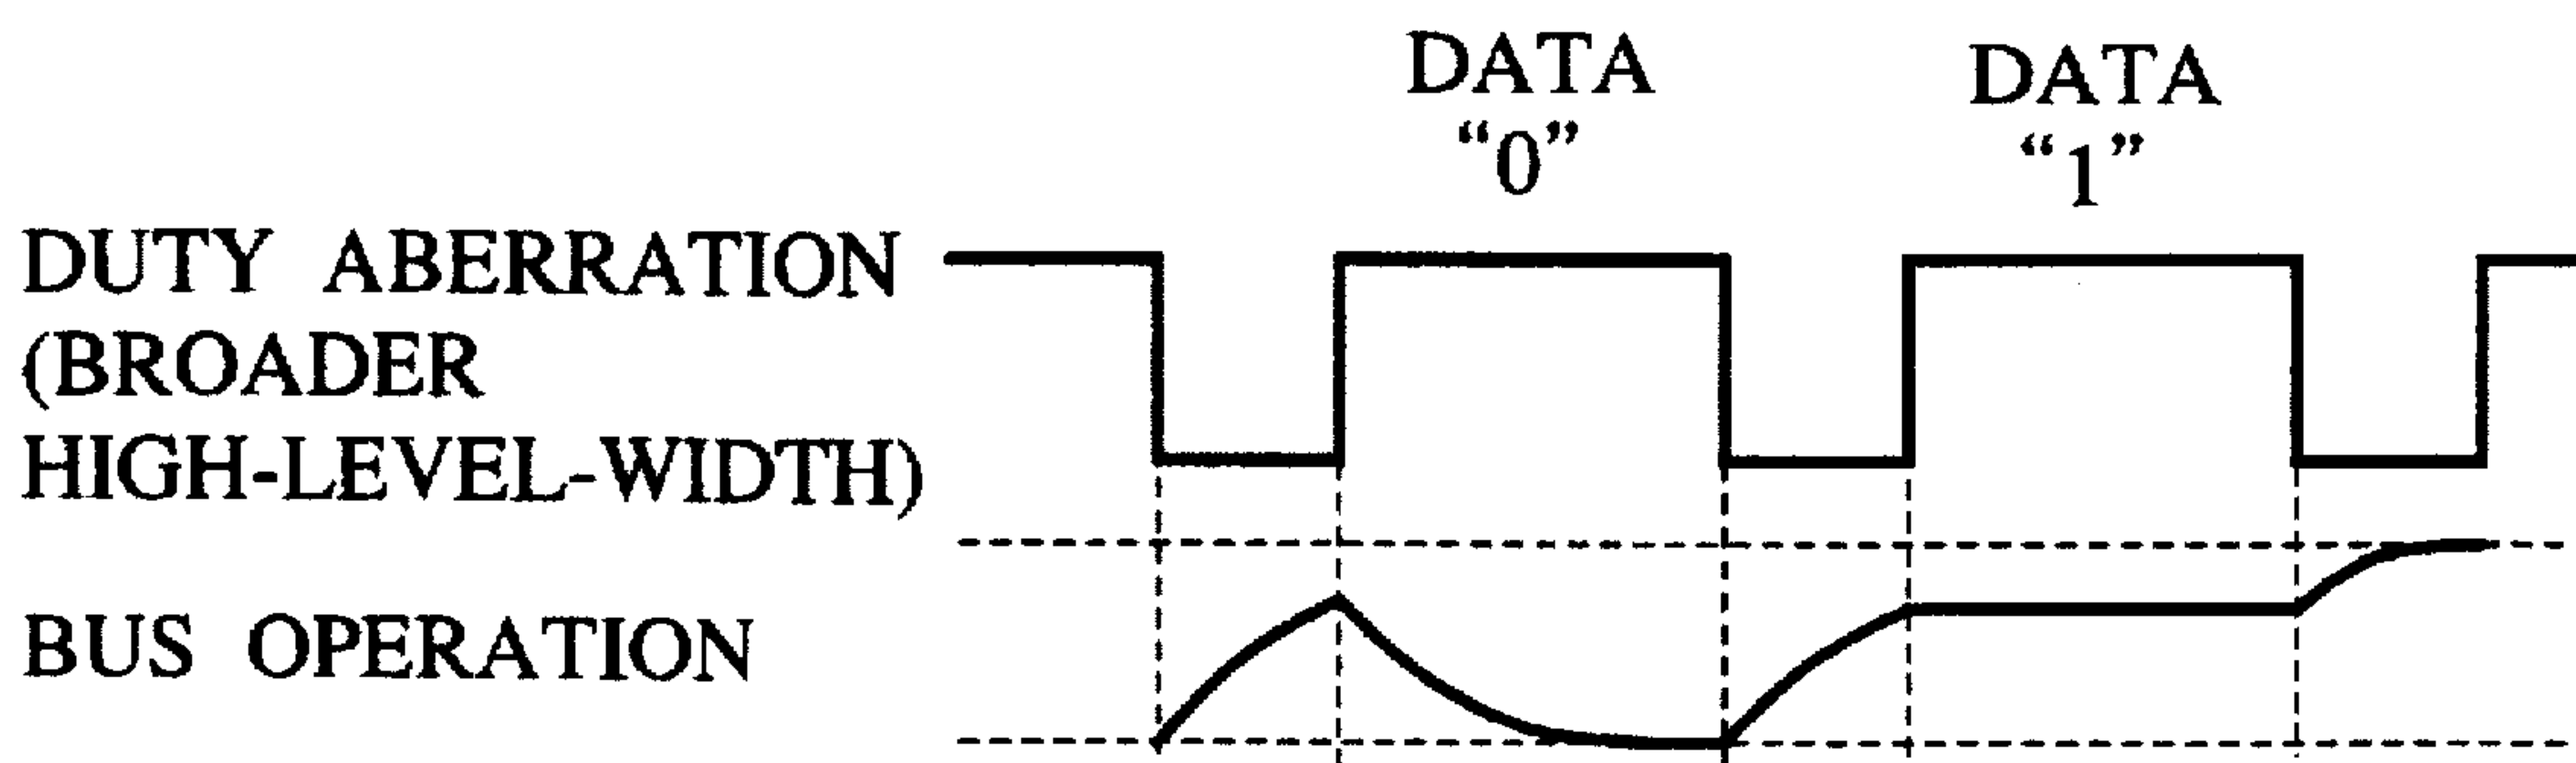 DATA
“0”
DATA
“1”
DUTY ABERRATION
(BROADER
HIGH-LEVEL-WIDTH)
BUS OPERATION